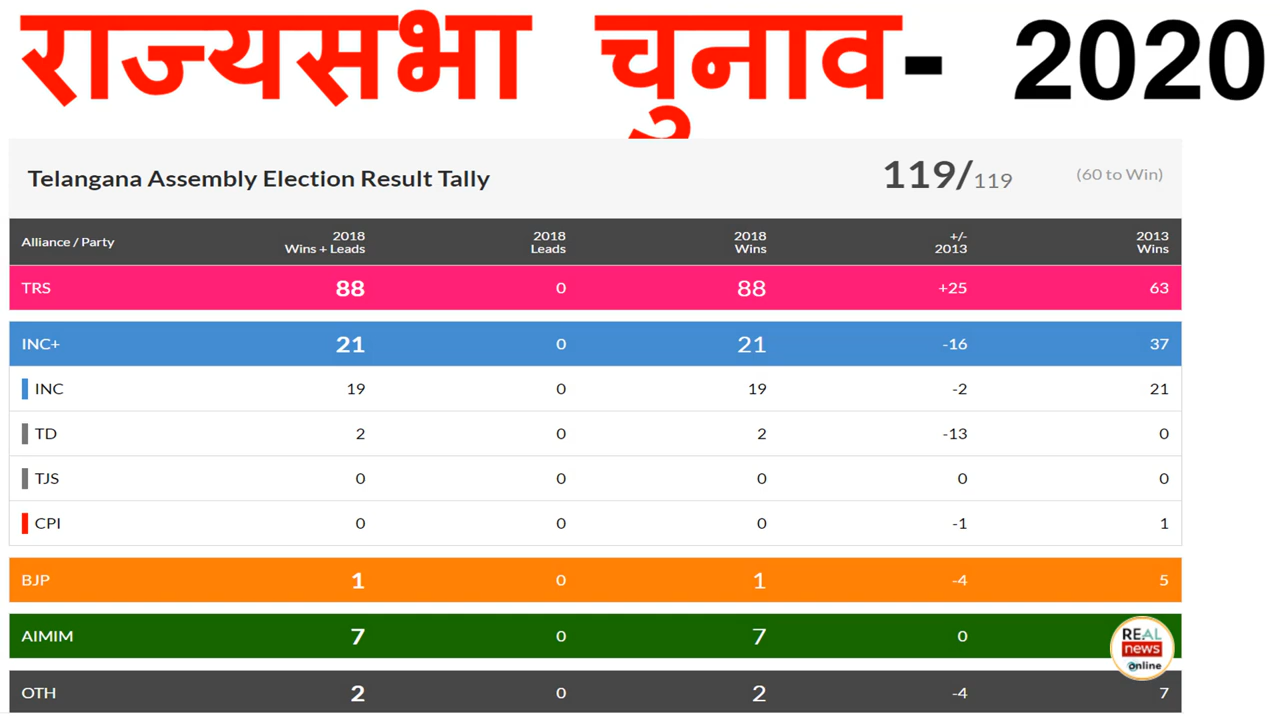 राज्यसभा चुनाव- 2020
Telangana Assembly Election Result Tally 119/119 (60 to Win)
Alliance / Party 2018 Wins + Leads 2018 Leads 2018 Wins +/- 2013 2013 Wins
TRS 88 0 88 +25 63
INC+ 21 0 21 -16 37
INC 19 0 19 -2 21
TD 2 0 2 -13 0
TJS 0 0 0 0 0
CPI 0 0 0 -1 1
BJP 1 0 1 -4 5
AIMIM 7 0 7 0
REAL
news
online
OTH 2 0 2 -4 7